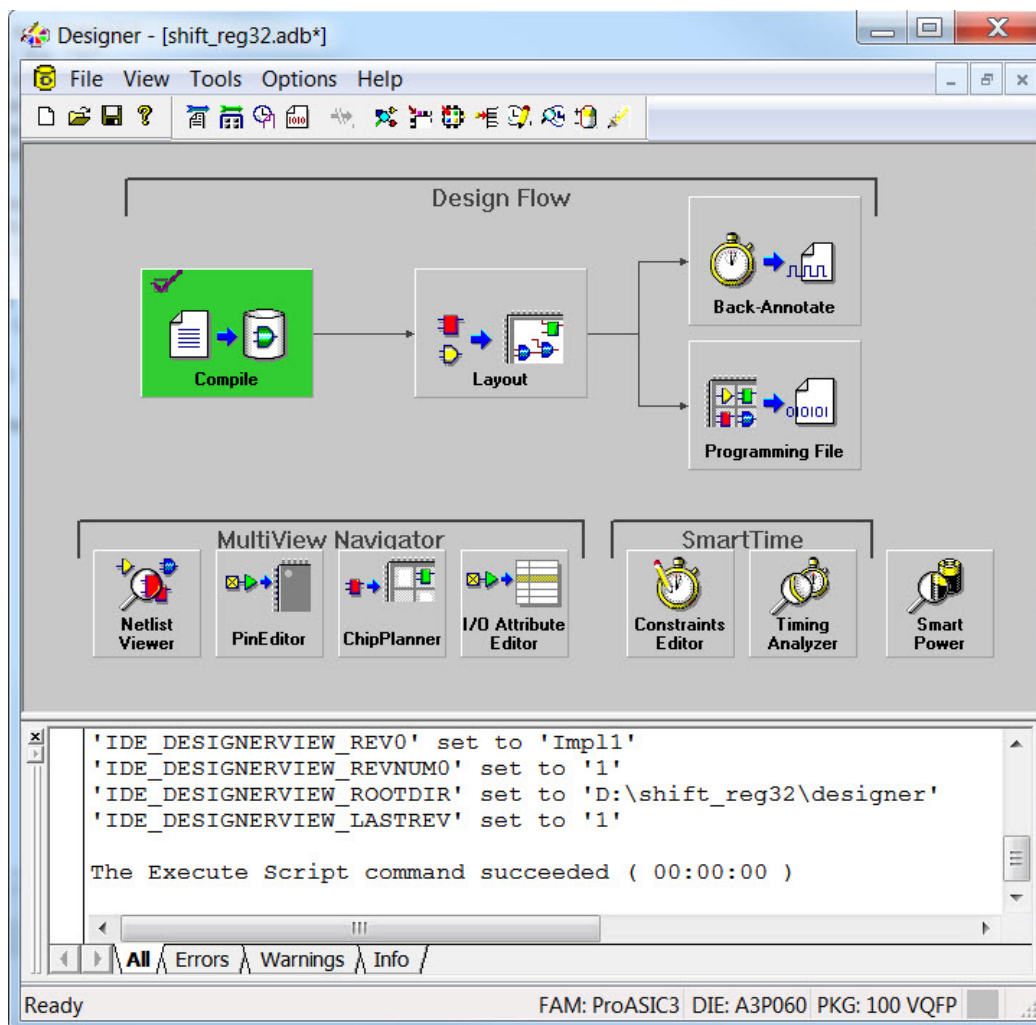 Designer - [shift_reg32.adb*]
File View Tools Options Help
Design Flow
Compile
Layout
Back-Annotate
Programming File
MultiView Navigator
SmartTime
Netlist
Viewer
PinEditor
ChipPlanner
I/O Attribute
Editor
Constraints
Editor
Timing
Analyzer
Smart
Power
'IDE_DESIGNERVIEW_REV0' set to 'Impl1'
'IDE_DESIGNERVIEW_REVNUM0' set to '1'
'IDE_DESIGNERVIEW_ROOTDIR' set to 'D:\shift_reg32\designer'
'IDE_DESIGNERVIEW_LASTREV' set to '1'
The Execute Script command succeeded ( 00:00:00 )
All Errors Warnings Info
Ready FAM: ProASIC3 DIE: A3P060 PKG: 100 VQFP